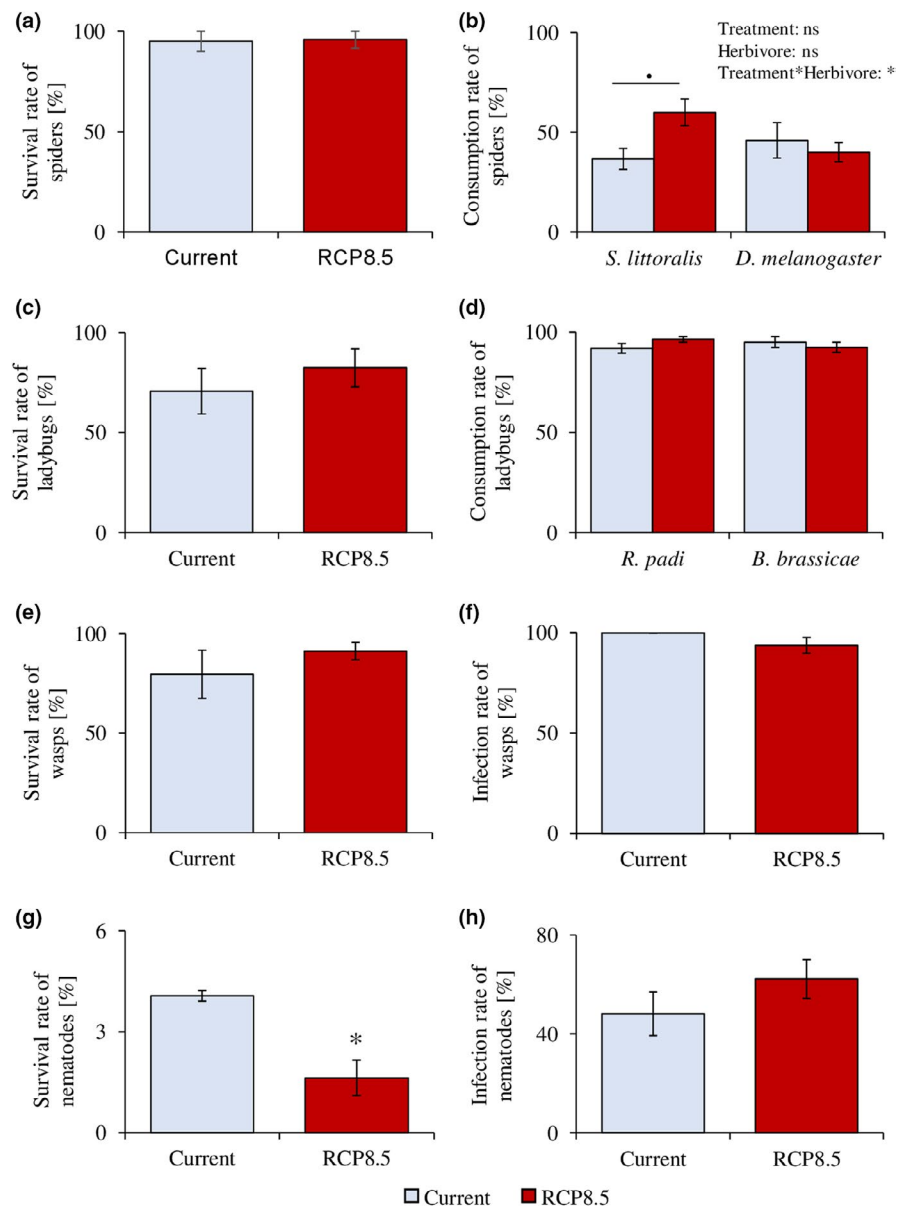 (a)
Survival rate of
spiders [%]
100
50
0
Current
RCP8.5
(b)
Consumption rate of
spiders [%]
100
50
0
Treatment: ns
Herbivore: ns
Treatment*Herbivore: *
•
S. littoralis
D. melanogaster
(c)
Survival rate of
ladybugs [%]
100
50
0
Current
RCP8.5
(d)
Consumption rate of
ladybugs [%]
100
50
0
R. padi
B. brassicae
(e)
Survival rate of
wasps [%]
100
50
0
Current
RCP8.5
(f)
Infection rate of
wasps [%]
100
50
0
Current
RCP8.5
(g)
Survival rate of
nematodes [%]
6
3
0
*
Current
RCP8.5
(h)
Infection rate of
nematodes [%]
80
40
0
Current
RCP8.5
Current
RCP8.5